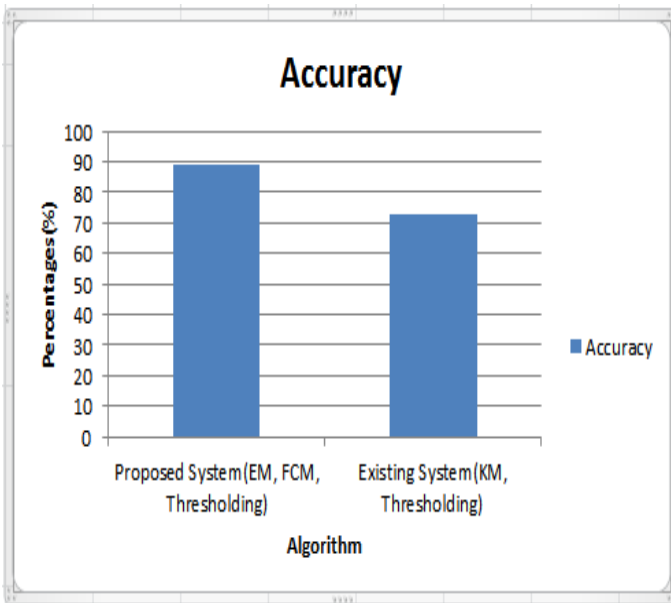 Accuracy
Percentages(%)
100
90
80
70
60
50
40
30
20
10
0
Proposed System(EM, FCM,
Thresholding)
Existing System(KM,
Thresholding)
Algorithm
Accuracy